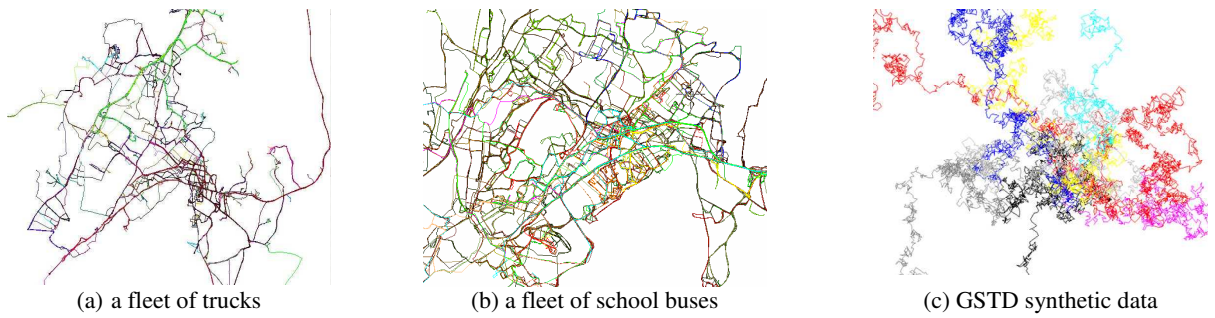 (a) a fleet of trucks
(b) a fleet of school buses
(c) GSTD synthetic data